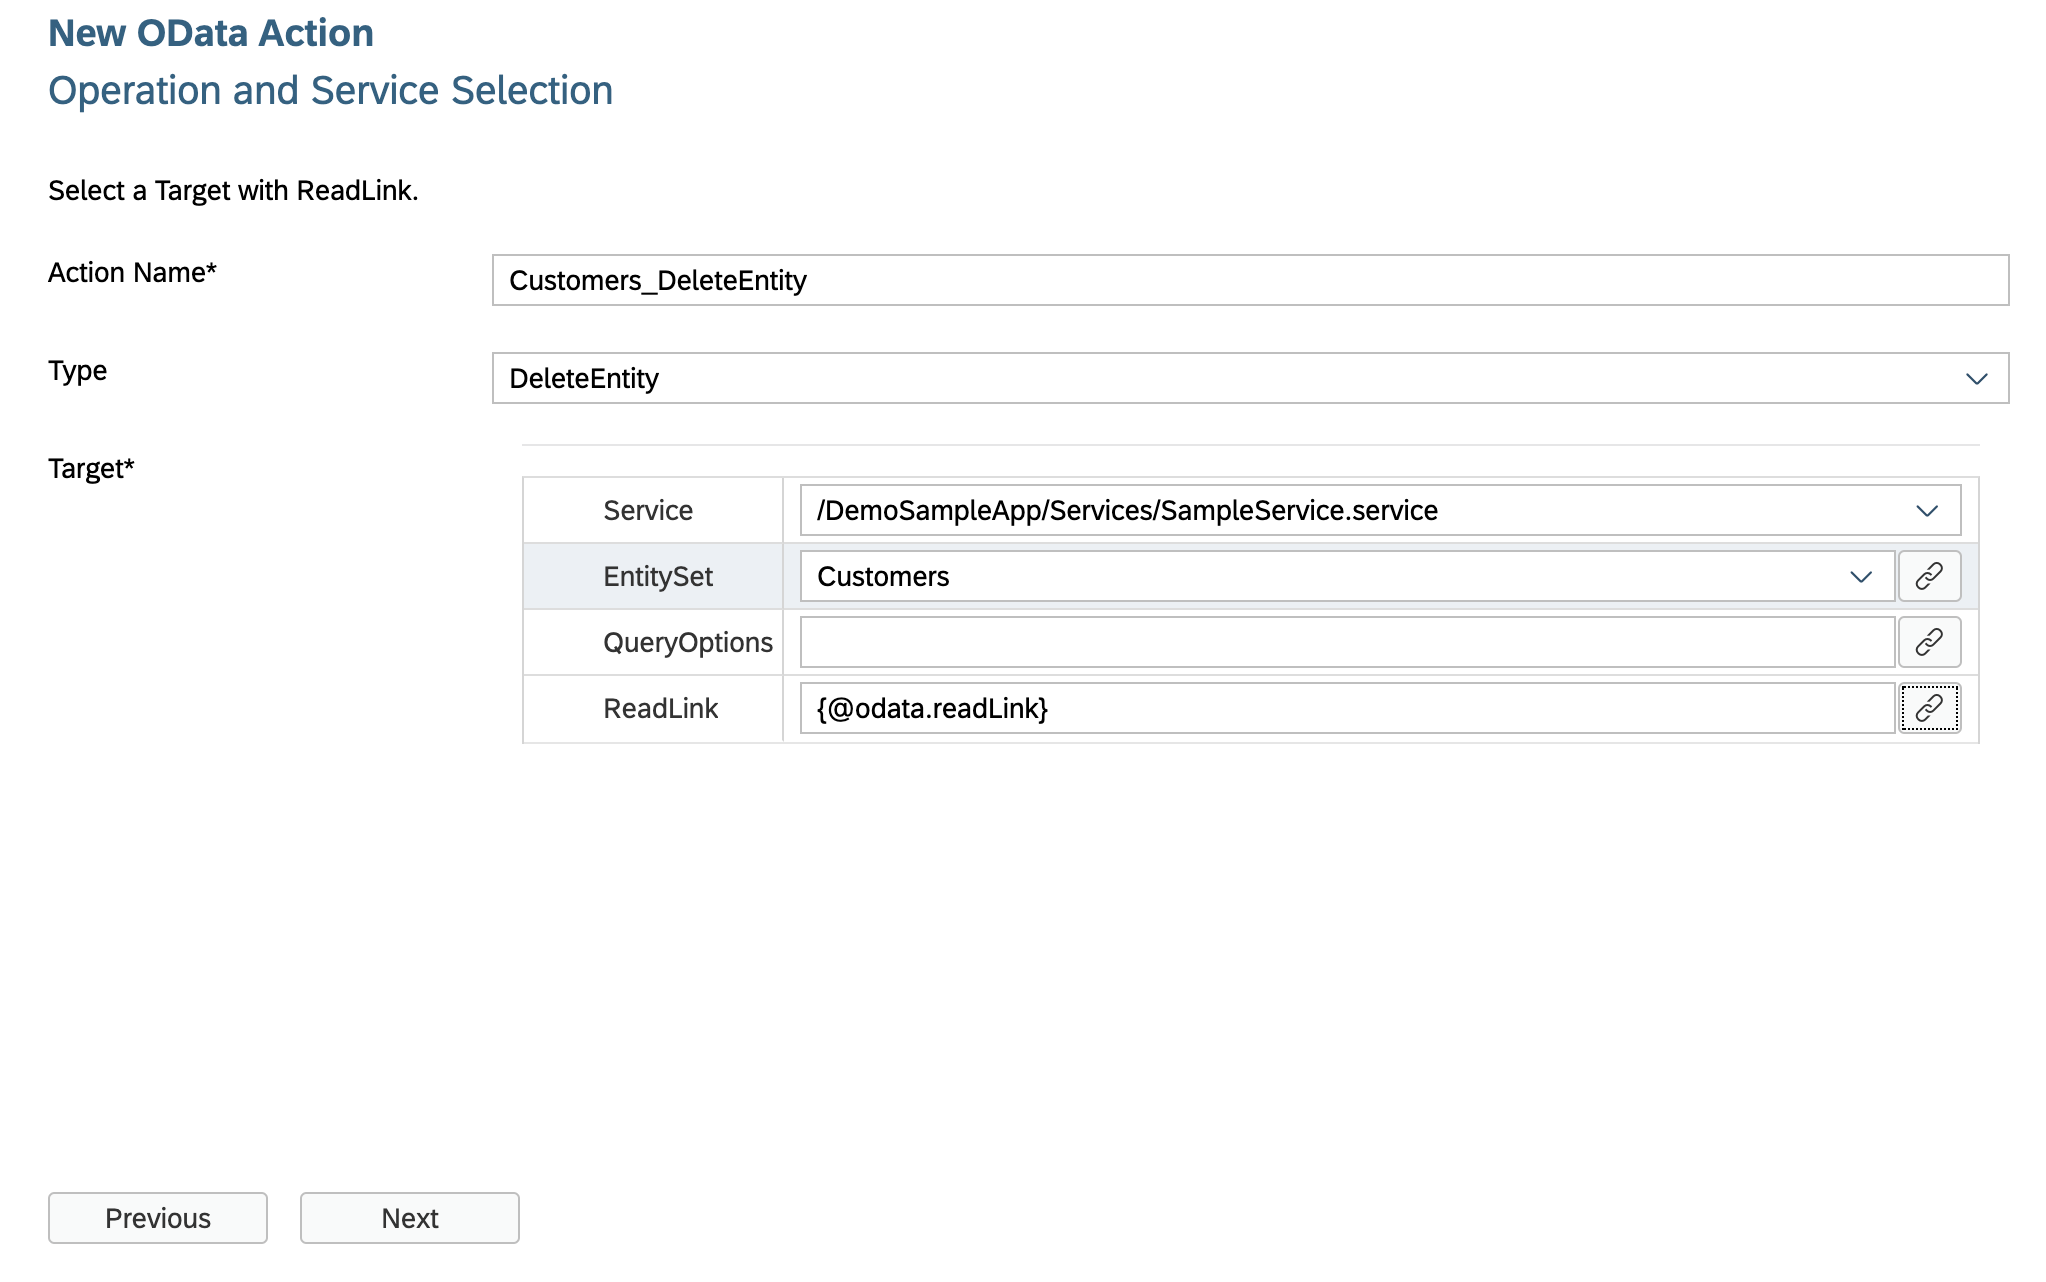 New OData Action
Operation and Service Selection
Select a Target with ReadLink.
Action Name*
Customers_DeleteEntity
Type
DeleteEntity
Target*
Service
/DemoSampleApp/Services/SampleService.service
EntitySet
Customers
QueryOptions
ReadLink
{@odata.readLink}
Previous
Next